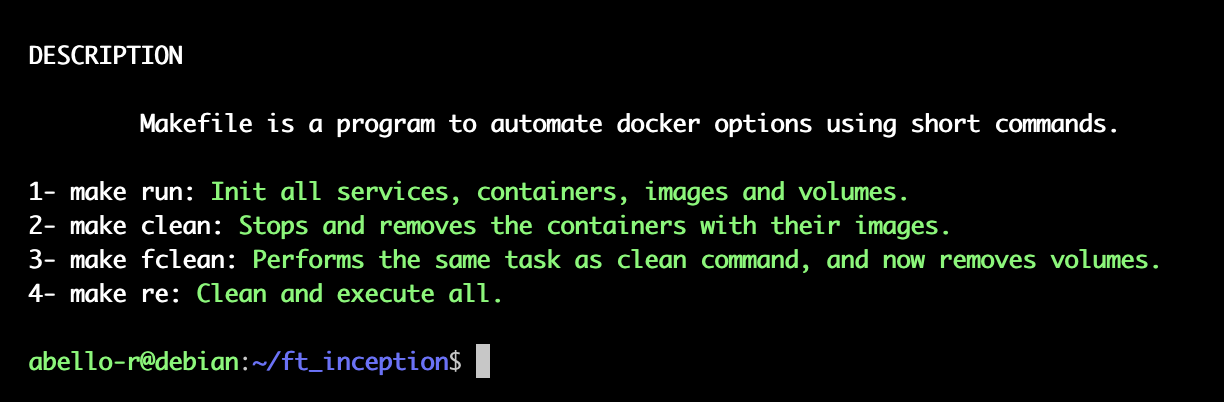 DESCRIPTION
Makefile is a program to automate docker options using short commands.
1- make run: Init all services, containers, images and volumes.
2- make clean: Stops and removes the containers with their images.
3- make fclean: Performs the same task as clean command, and now removes volumes.
4- make re: Clean and execute all.
abello-r@debian:~/ft_inception$